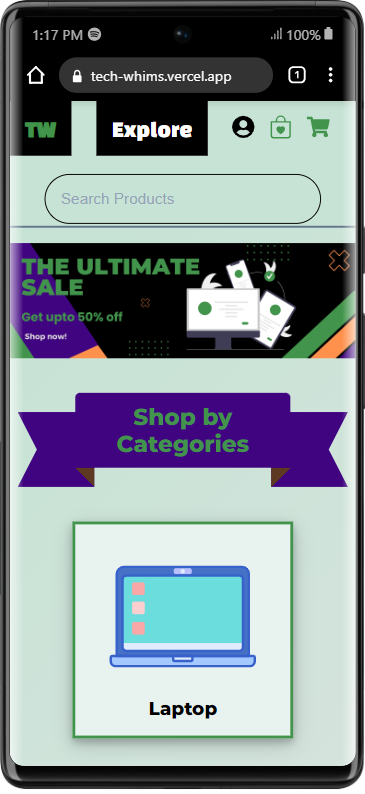 1:17 PM
100%
tech-whims.vercel.app
1
TW
Explore
Search Products
THE ULTIMATE
SALE
Get upto 50% off
Shop now!
Shop by
Categories
Laptop